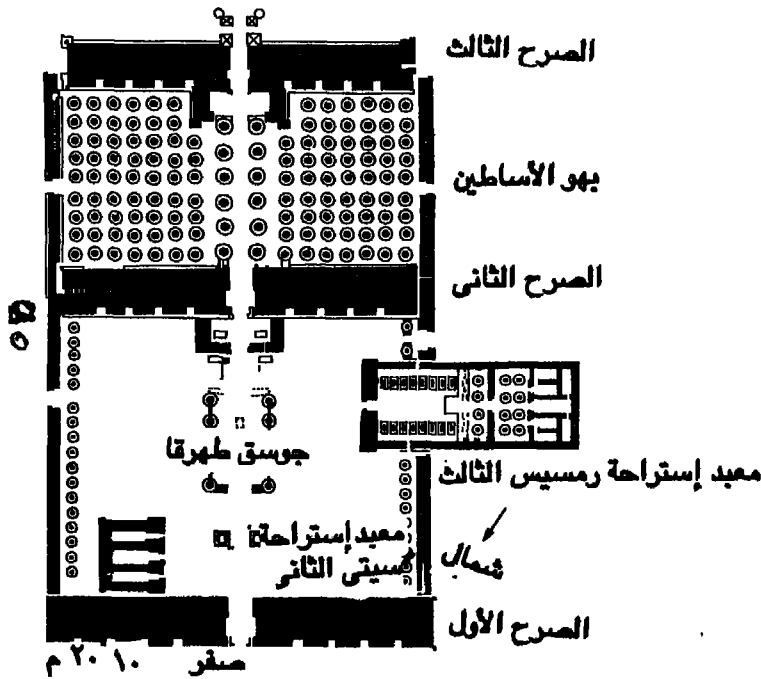 الصرح الثالث
بهو الأساطين
الصرح الثانى
جوسق طهرقا
معبد إستراحة رمسيس الثالث
معبد إستراحة
سيتى الثانى
شمال
الصرح الأول
صفر ١٠ ٢٠ م